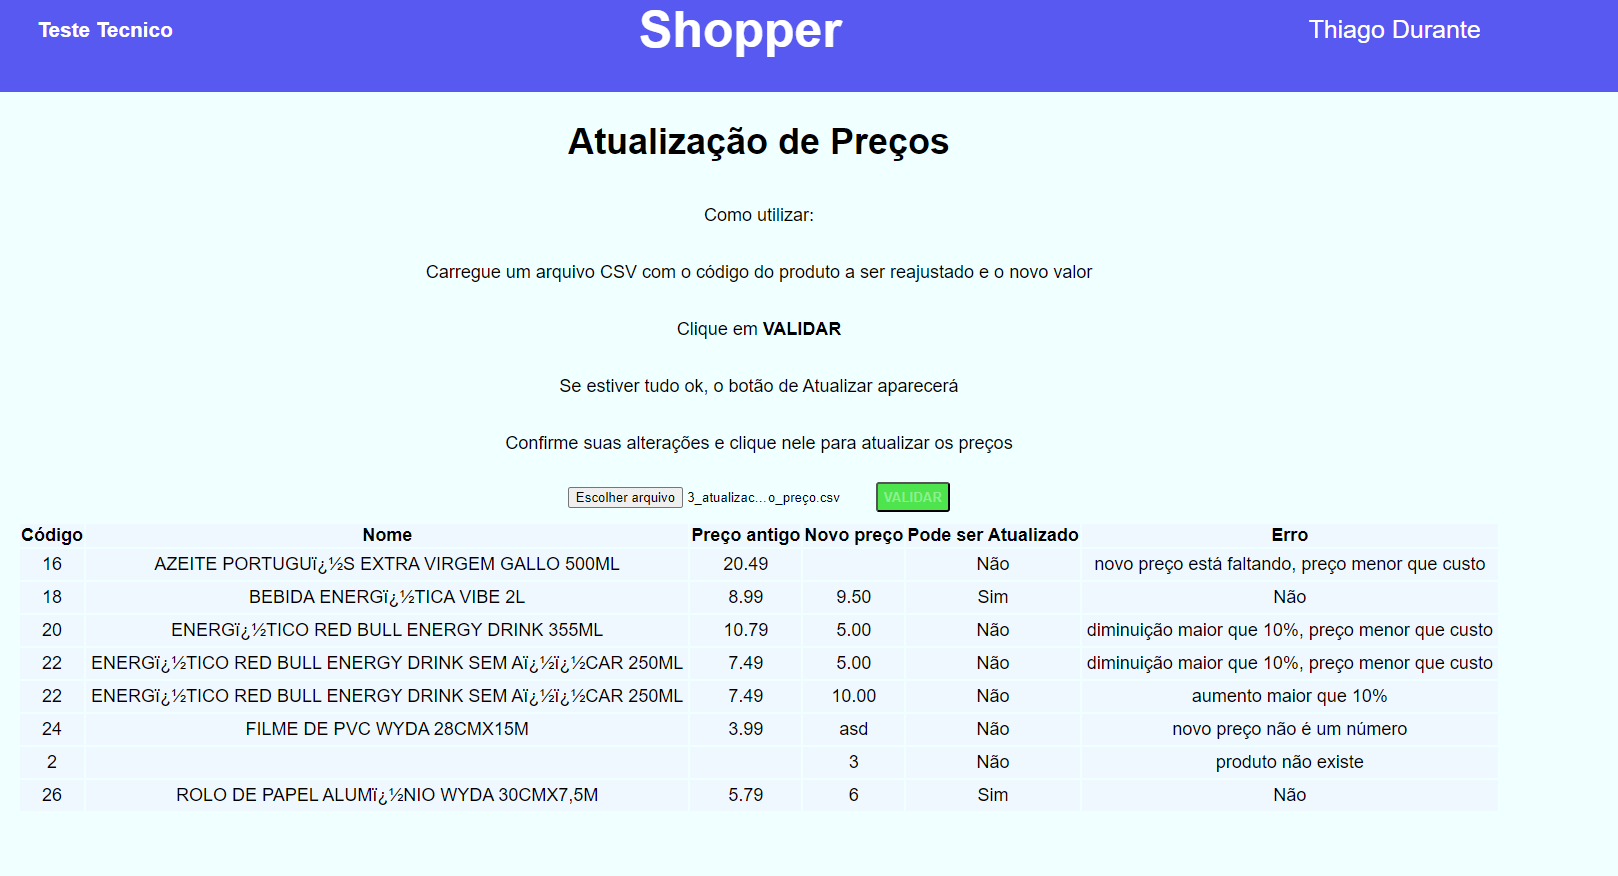 Teste Tecnico Shopper Thiago Durante
Atualização de Preços
Como utilizar:
Carregue um arquivo CSV com o código do produto a ser reajustado e o novo valor
Clique em VALIDAR
Se estiver tudo ok, o botão de Atualizar aparecerá
Confirme suas alterações e clique nele para atualizar os preços
Escolher arquivo 3_atualizac...o_preço.csv VALIDAR
Código Nome Preço antigo Novo preço Pode ser Atualizado Erro
16 AZEITE PORTUGUï¿½S EXTRA VIRGEM GALLO 500ML 20.49 Não novo preço está faltando, preço menor que custo
18 BEBIDA ENERGï¿½TICA VIBE 2L 8.99 9.50 Sim Não
20 ENERGï¿½TICO RED BULL ENERGY DRINK 355ML 10.79 5.00 Não diminuição maior que 10%, preço menor que custo
22 ENERGï¿½TICO RED BULL ENERGY DRINK SEM Aï¿½ï¿½CAR 250ML 7.49 5.00 Não diminuição maior que 10%, preço menor que custo
22 ENERGï¿½TICO RED BULL ENERGY DRINK SEM Aï¿½ï¿½CAR 250ML 7.49 10.00 Não aumento maior que 10%
24 FILME DE PVC WYDA 28CMX15M 3.99 asd Não novo preço não é um número
2 3 Não produto não existe
26 ROLO DE PAPEL ALUMï¿½NIO WYDA 30CMX7,5M 5.79 6 Sim Não